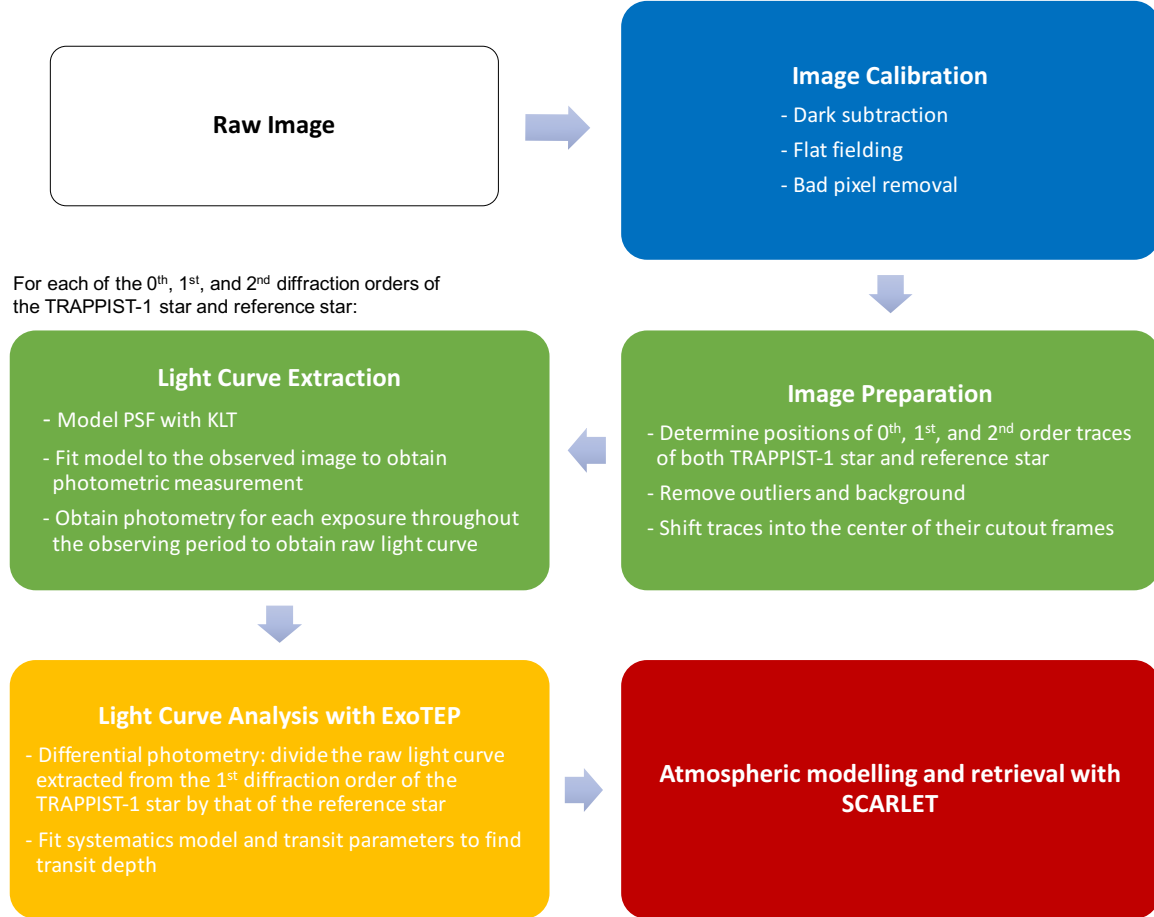 Raw Image
Image Calibration
- Dark subtraction
- Flat fielding
- Bad pixel removal
For each of the 0th, 1st, and 2nd diffraction orders of
the TRAPPIST-1 star and reference star:
Image Preparation
- Determine positions of 0th, 1st, and 2nd order traces
of both TRAPPIST-1 star and reference star
- Remove outliers and background
- Shift traces into the center of their cutout frames
Light Curve Extraction
- Model PSF with KLT
- Fit model to the observed image to obtain
photometric measurement
- Obtain photometry for each exposure throughout
the observing period to obtain raw light curve
Light Curve Analysis with ExoTEP
- Differential photometry: divide the raw light curve
extracted from the 1st diffraction order of the
TRAPPIST-1 star by that of the reference star
- Fit systematics model and transit parameters to find
transit depth
Atmospheric modelling and retrieval with
SCARLET